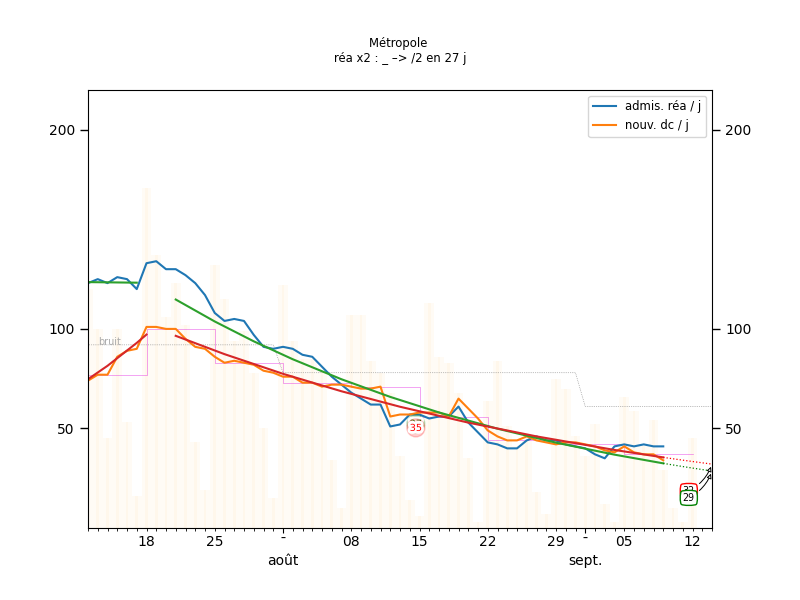 Métropole
réa x2 : _ –> /2 en 27 j
admis. réa / j
nouv. dc / j
200
200
100
100
50
50
bruit
35
32
29
18
25
-
08
15
22
29
-
05
12
août
sept.